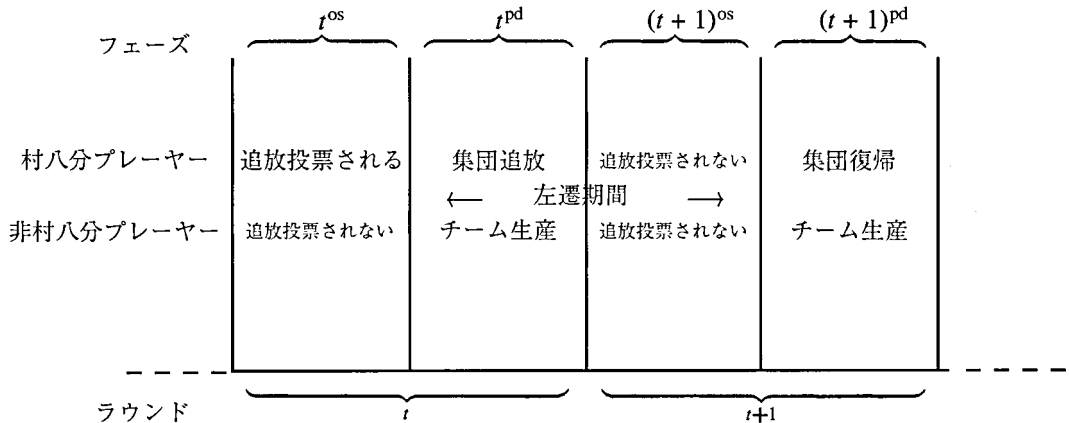 フェーズ t^os t^pd (t + 1)^os (t + 1)^pd
村八分プレーヤー 追放投票される 集団追放 追放投票されない 集団復帰
← 左遷期間 →
非村八分プレーヤー 追放投票されない チーム生産 追放投票されない チーム生産
ラウンド t t+1